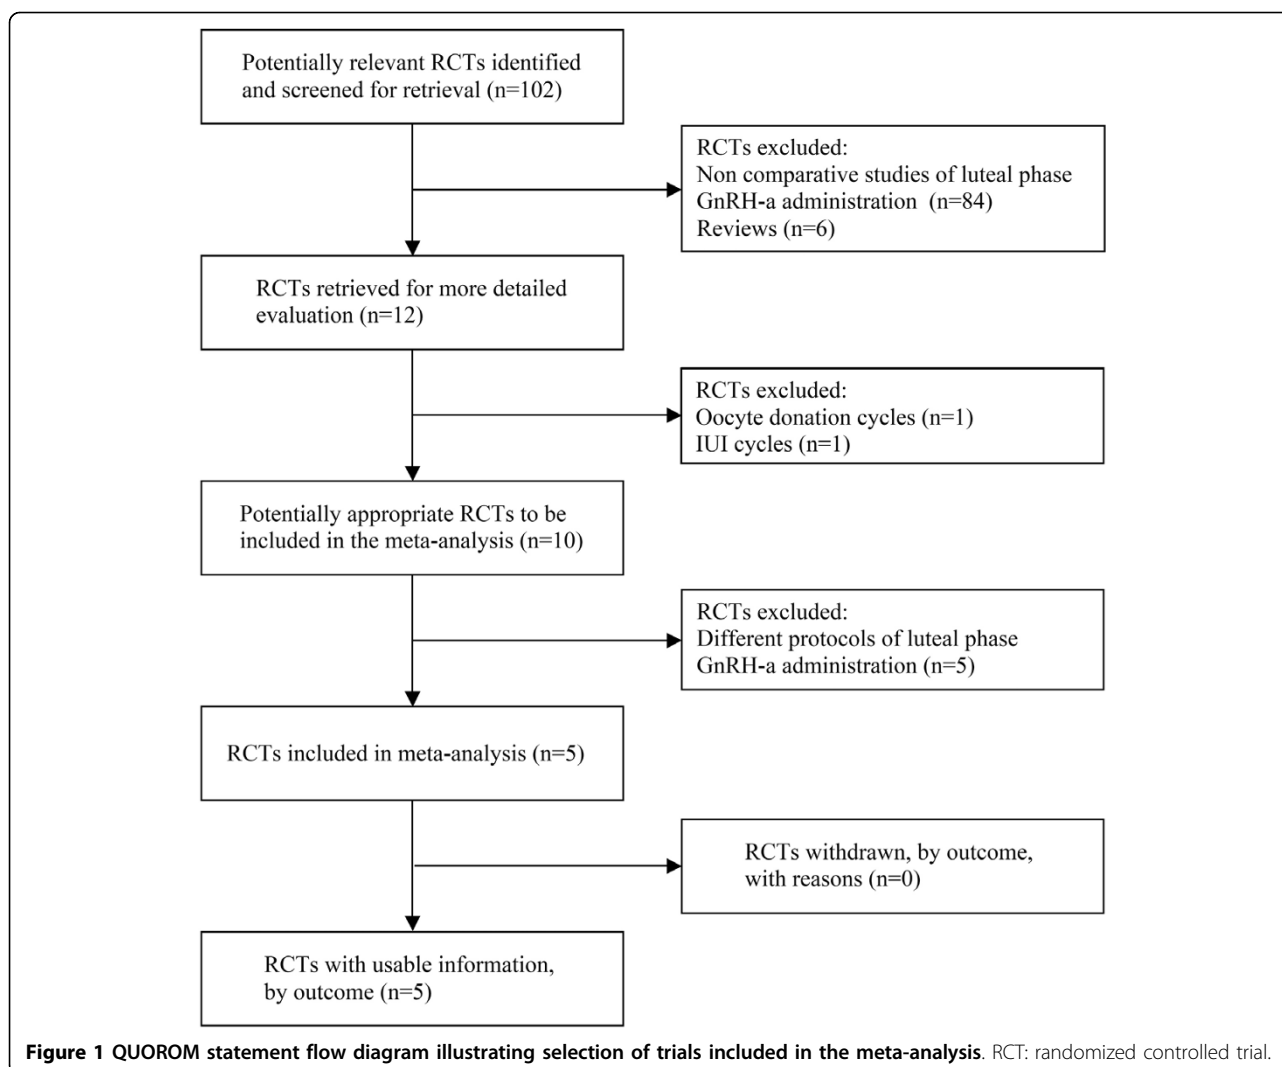 Potentially relevant RCTs identified
and screened for retrieval (n=102)
RCTs excluded:
Non comparative studies of luteal phase
GnRH-a administration (n=84)
Reviews (n=6)
RCTs retrieved for more detailed
evaluation (n=12)
RCTs excluded:
Oocyte donation cycles (n=1)
IUI cycles (n=1)
Potentially appropriate RCTs to be
included in the meta-analysis (n=10)
RCTs excluded:
Different protocols of luteal phase
GnRH-a administration (n=5)
RCTs included in meta-analysis (n=5)
RCTs withdrawn, by outcome,
with reasons (n=0)
RCTs with usable information,
by outcome (n=5)
Figure 1 QUOROM statement flow diagram illustrating selection of trials included in the meta-analysis. RCT: randomized controlled trial.